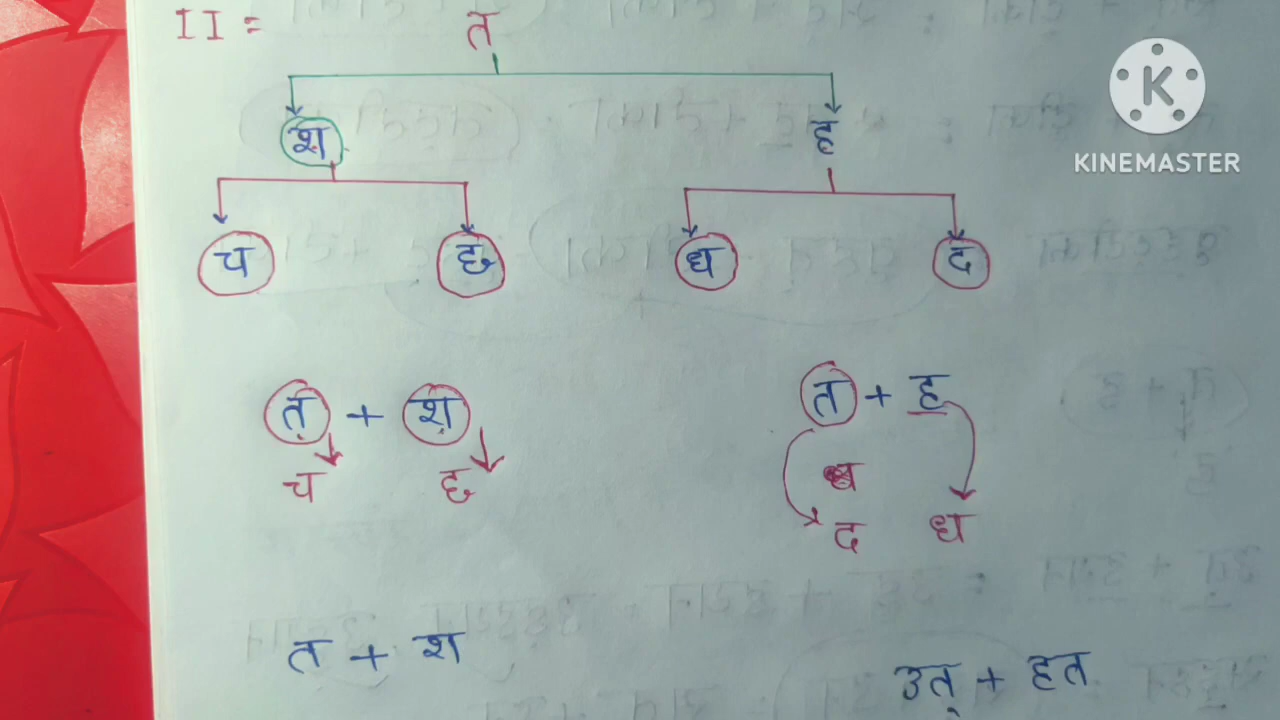 II = त
श ह
K
KINEMASTER
च छ ध द
त + श त + ह
च छ
द ध
त + श उत् + हत